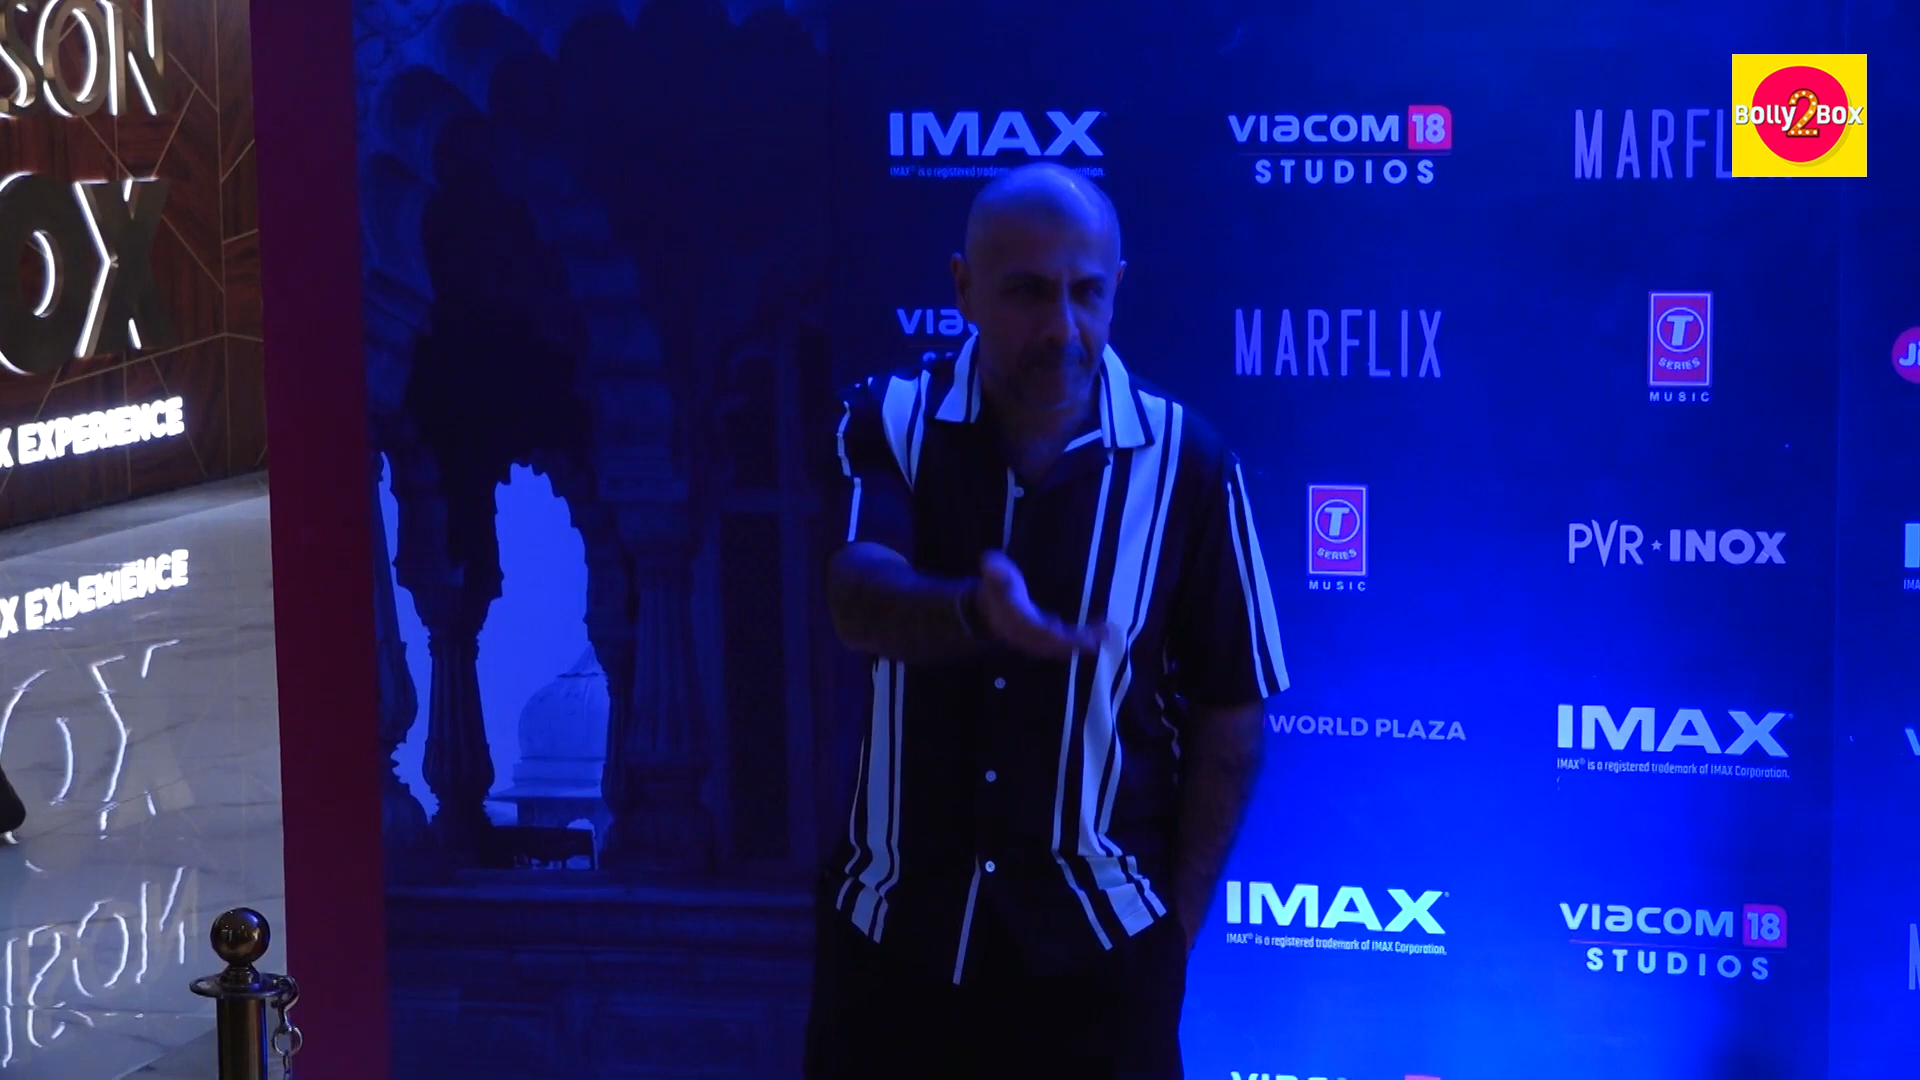 SON
OX
X EXPERIENCE
X EXPERIENCE
IMAX
VIACOM 18
STUDIOS
MARFL
Bolly2Box
VIAC
MARFLIX
T
SERIES
MUSIC
T
SERIES
MUSIC
PVR INOX
WORLD PLAZA
IMAX
IMAX® is a registered trademark of IMAX Corporation.
IMAX
IMAX® is a registered trademark of IMAX Corporation.
VIACOM 18
STUDIOS